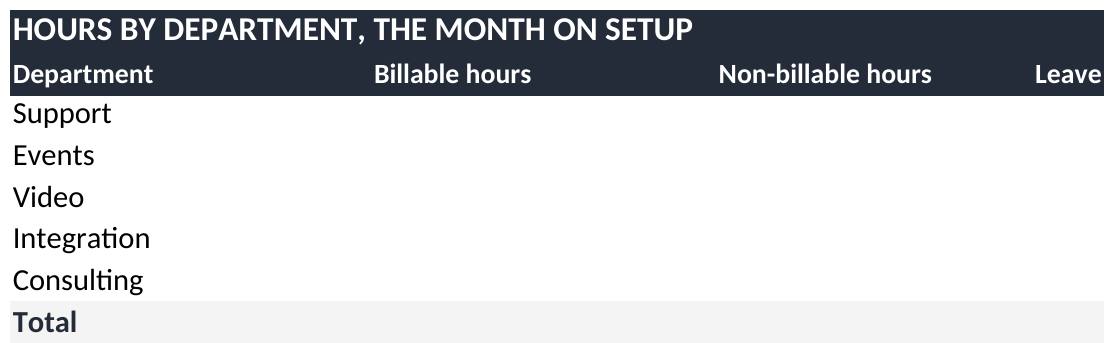 HOURS BY DEPARTMENT, THE MONTH ON SETUP
Department Billable hours Non-billable hours Leave
Support
Events
Video
Integration
Consulting
Total